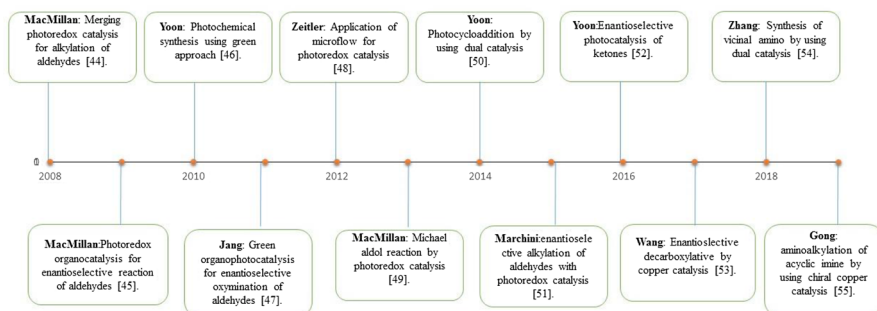 MacMillan: Merging
photoredox catalysis
for alkylation of
aldehydes [44].
Yoon: Photochemical
synthesis using green
approach [46].
Zeitler: Application of
microflow for
photoredox catalysis
[48].
Yoon:
Photocycloaddition by
using dual catalysis
[50].
Yoon:Enantioselective
photocatalysis of
ketones [52].
Zhang: Synthesis of
vicinal amino by using
dual catalysis [54].
0
2008
2010
2012
2014
2016
2018
MacMillan:Photoredox
organocatalysis for
enantioselective reaction
of aldehydes [45].
Jang: Green
organophotocatalysis
for enantioselective
oxymination of
aldehydes [47].
MacMillan: Michael
aldol reaction by
photoredox catalysis
[49].
Marchini:enantiosele
ctive alkylation of
aldehydes with
photoredox catalysis
[51].
Wang: Enantioslective
decarboxylative by
copper catalysis [53].
Gong:
aminoalkylation of
acyclic imine by
using chiral copper
catalysis [55].